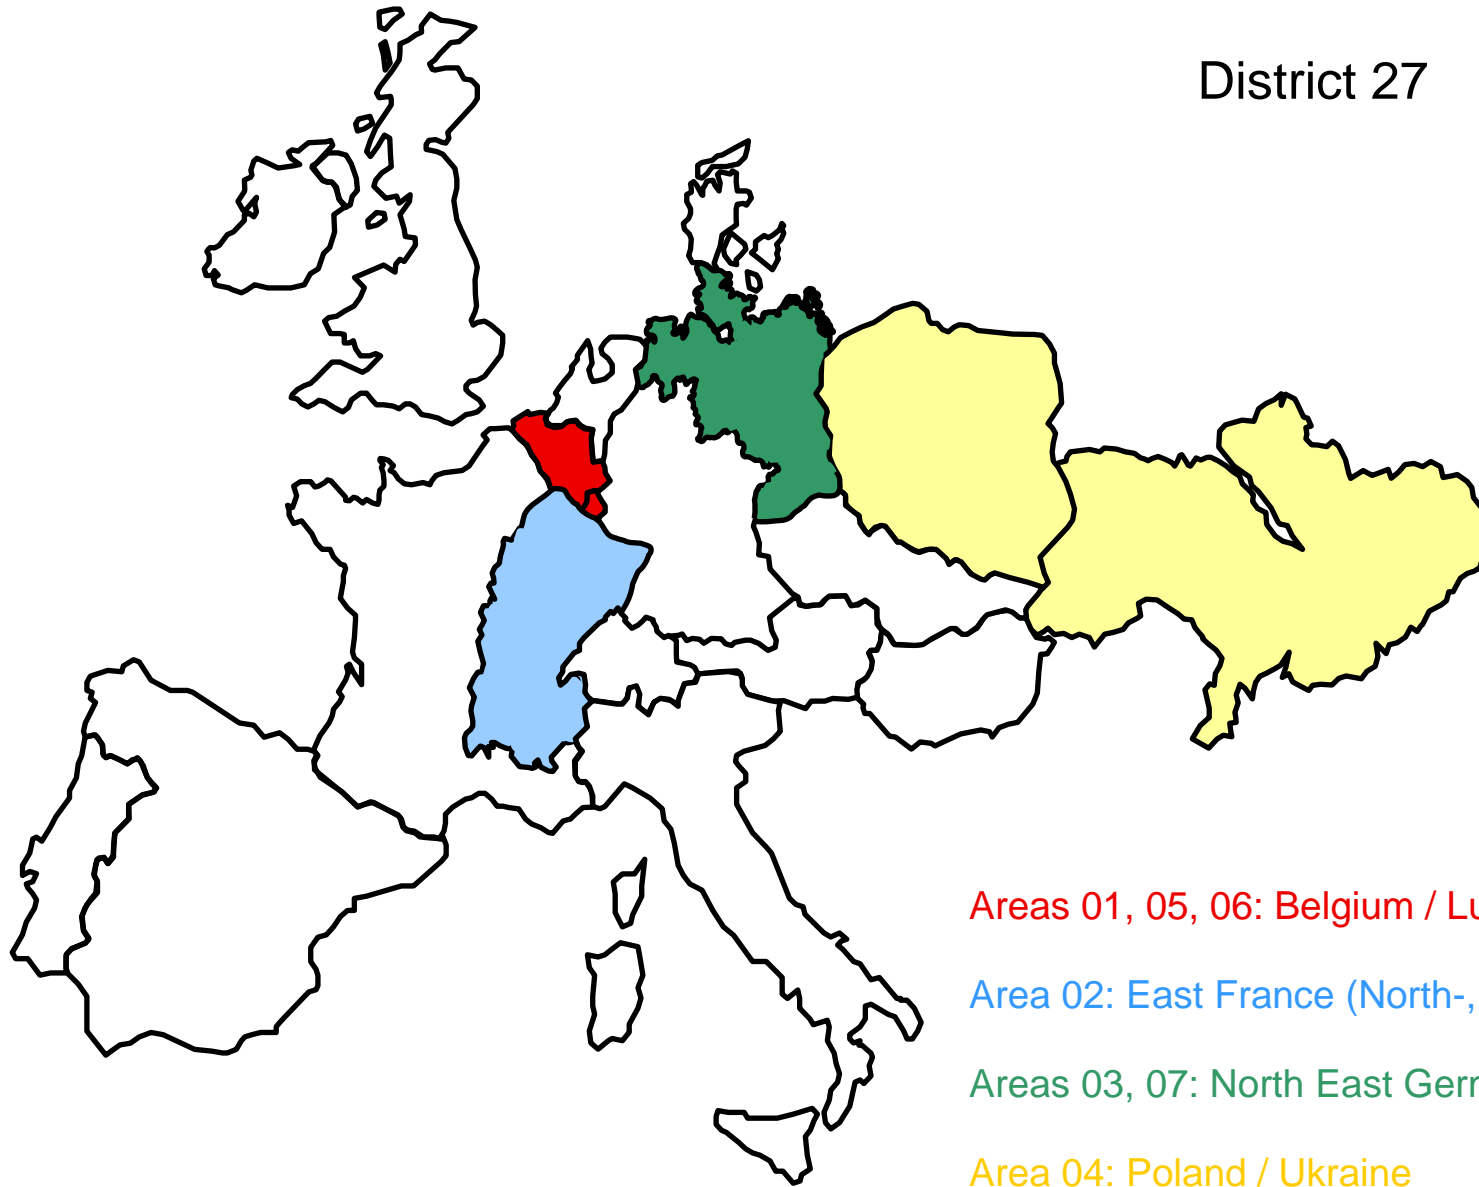 District 27
Areas 01, 05, 06: Belgium / Lu
Area 02: East France (North-,
Areas 03, 07: North East Ger
Area 04: Poland / Ukraine